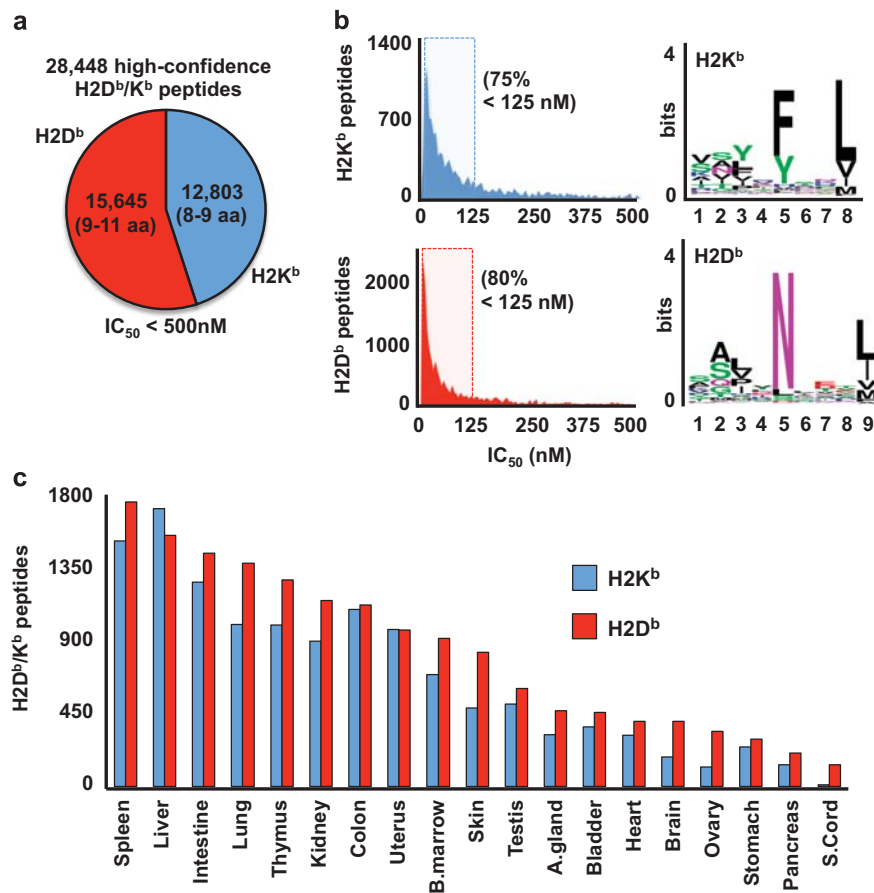 a
28,448 high-confidence
H2Dᵇ/Kᵇ peptides
H2Dᵇ
15,645
(9-11 aa)
12,803
(8-9 aa)
H2Kᵇ
IC₅₀ < 500nM
b
H2Kᵇ peptides
1400
700
0
(75%
< 125 nM)
0 125 250 375 500
4
bits
0
H2Kᵇ
F
Y
L
1 2 3 4 5 6 7 8
H2Dᵇ peptides
2000
1000
0
(80%
< 125 nM)
0 125 250 375 500
IC₅₀ (nM)
4
bits
0
H2Dᵇ
A
S
N
L
1 2 3 4 5 6 7 8 9
c
H2Dᵇ/Kᵇ peptides
1800
1350
900
450
0
H2Kᵇ
H2Dᵇ
Spleen
Liver
Intestine
Lung
Thymus
Kidney
Colon
Uterus
B.marrow
Skin
Testis
A.gland
Bladder
Heart
Brain
Ovary
Stomach
Pancreas
S.Cord